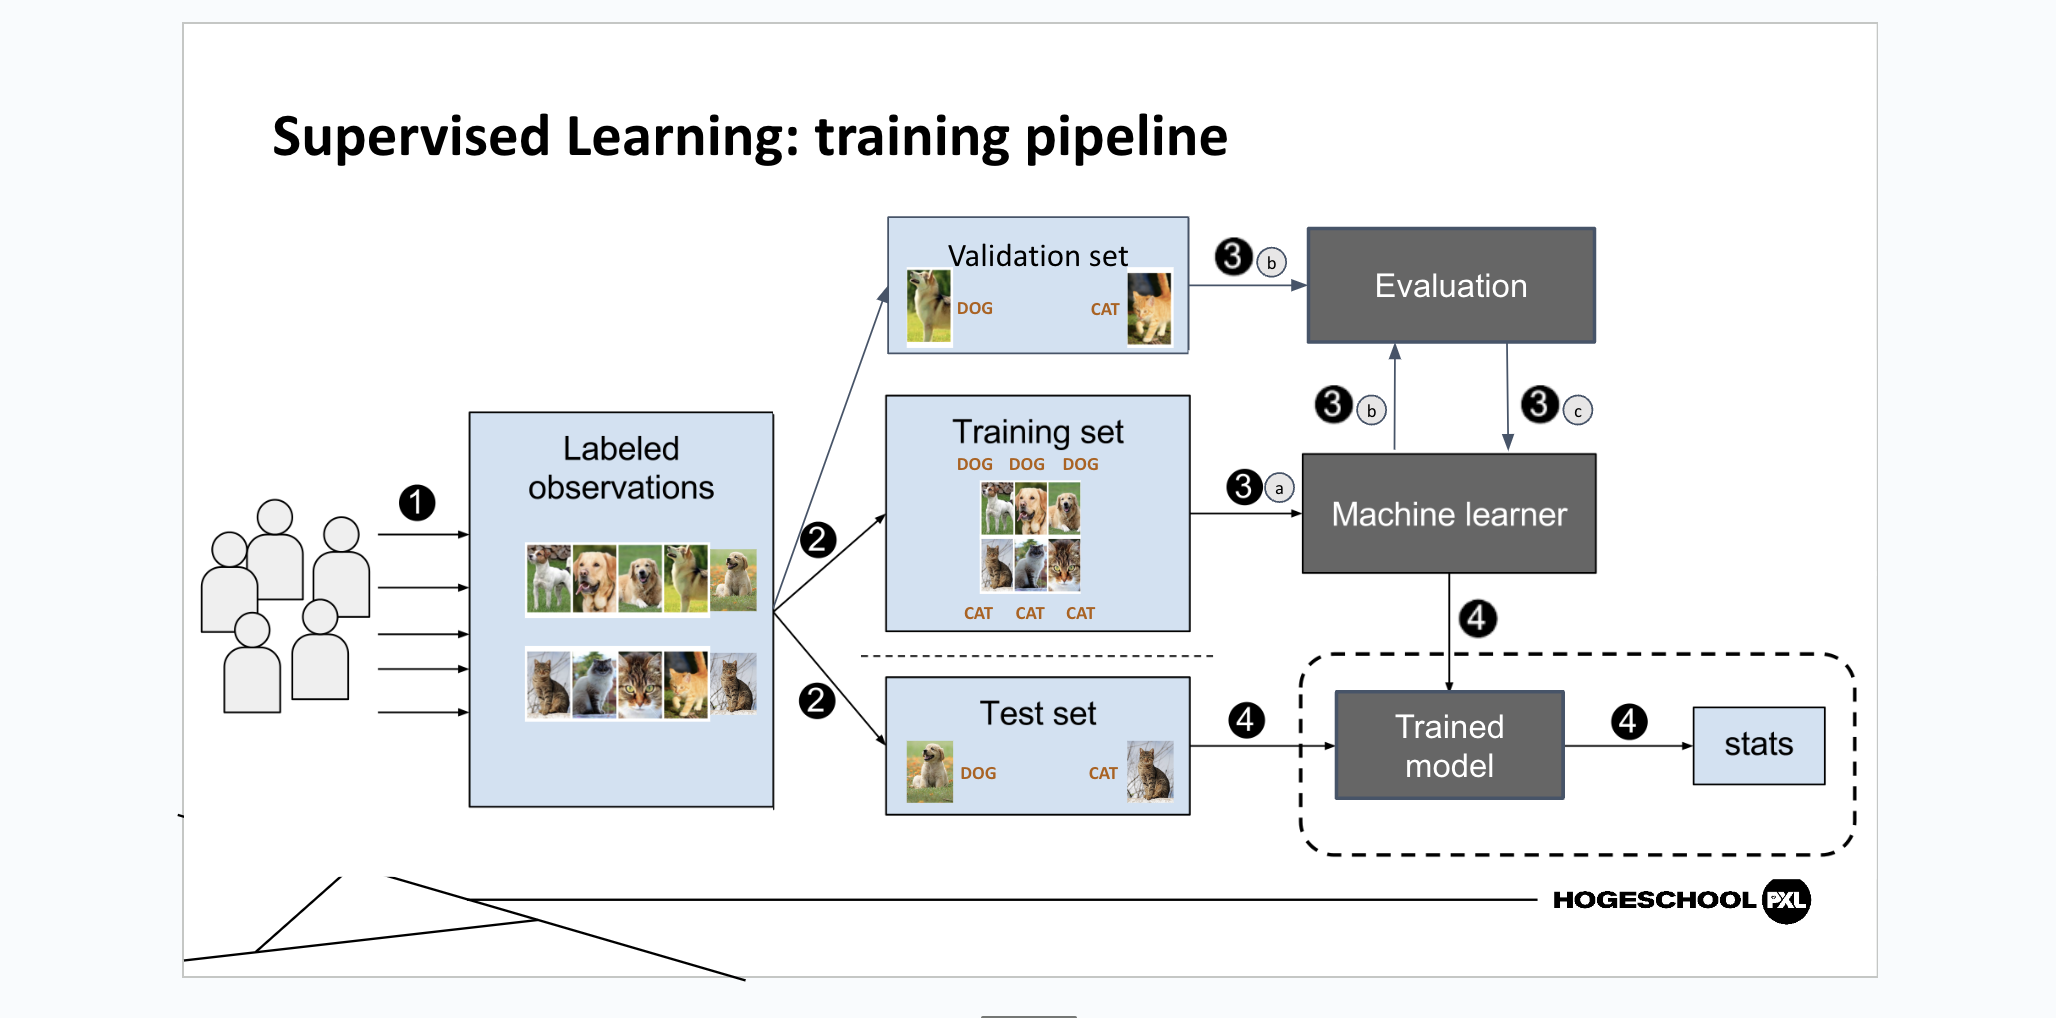 Supervised Learning: training pipeline
1
Labeled
observations
2
2
Validation set
DOG
CAT
3 b
Evaluation
3 b
3 c
Training set
DOG DOG DOG
CAT CAT CAT
3 a
Machine learner
4
Test set
DOG
CAT
4
Trained
model
4
stats
HOGESCHOOL PXL